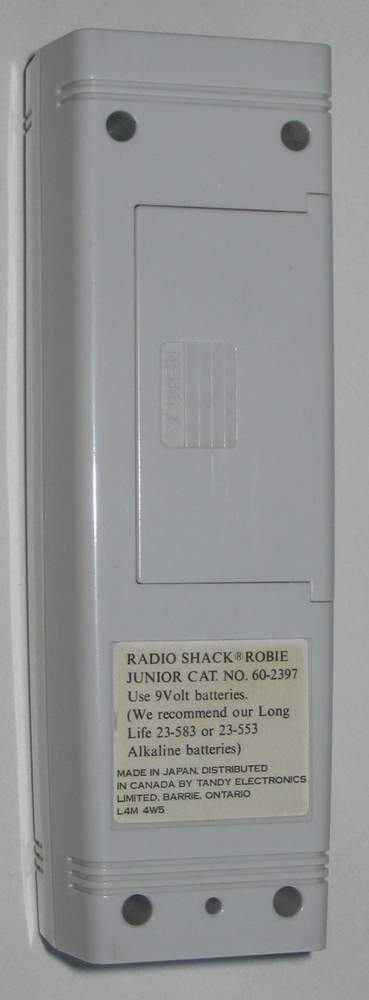 OPEN
RADIO SHACK® ROBIE
JUNIOR CAT. NO. 60-2397
Use 9Volt batteries.
(We recommend our Long
Life 23-583 or 23-553
Alkaline batteries)
MADE IN JAPAN, DISTRIBUTED
IN CANADA BY TANDY ELECTRONICS
LIMITED, BARRIE, ONTARIO
L4M 4W5